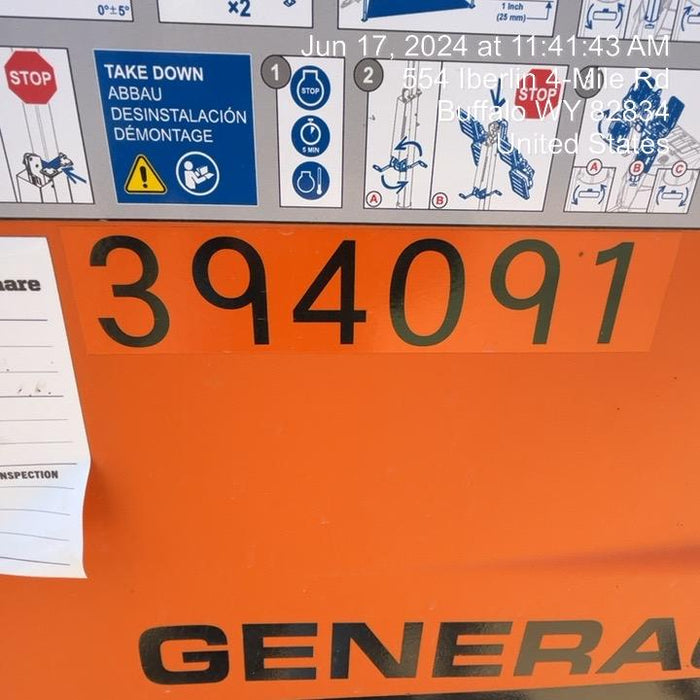 0°±5°
×2
1 Inch
(25 mm)
Jun 17, 2024 at 11:41:43 AM
554 Iberlin 4-Mile Rd
Buffalo WY 82834
United States
STOP
TAKE DOWN
ABBAU
DESINSTALACIÓN
DÉMONTAGE
1
STOP
5 MIN
2
A
B
STOP
A
B
C
are
394091
NSPECTION
GENERA